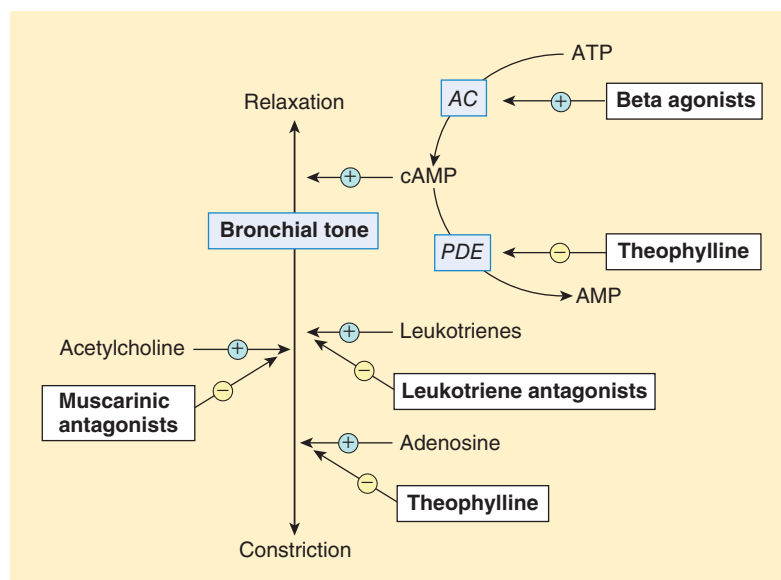 ATP
AC
+
Beta agonists
Relaxation
+
cAMP
Bronchial tone
PDE
−
Theophylline
AMP
Acetylcholine
+
+
Leukotrienes
−
Muscarinic
antagonists
−
Leukotriene antagonists
+
Adenosine
−
Theophylline
Constriction